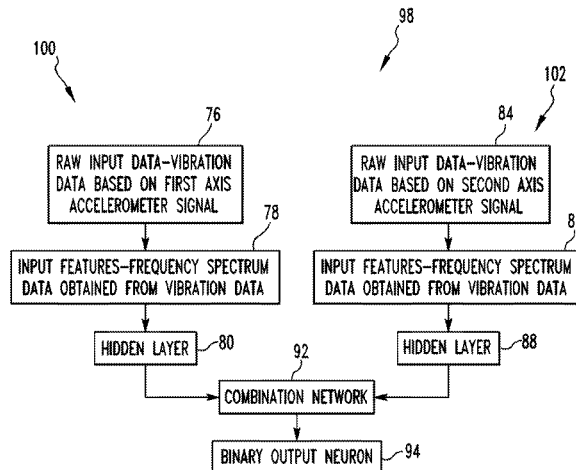 98
100
102
76
84
RAW INPUT DATA-VIBRATION
DATA BASED ON FIRST AXIS
ACCELEROMETER SIGNAL
RAW INPUT DATA-VIBRATION
DATA BASED ON SECOND AXIS
ACCELEROMETER SIGNAL
78
8
INPUT FEATURES-FREQUENCY SPECTRUM
DATA OBTAINED FROM VIBRATION DATA
INPUT FEATURES-FREQUENCY SPECTRUM
DATA OBTAINED FROM VIBRATION DATA
HIDDEN LAYER
80
HIDDEN LAYER
88
92
COMBINATION NETWORK
BINARY OUTPUT NEURON
94